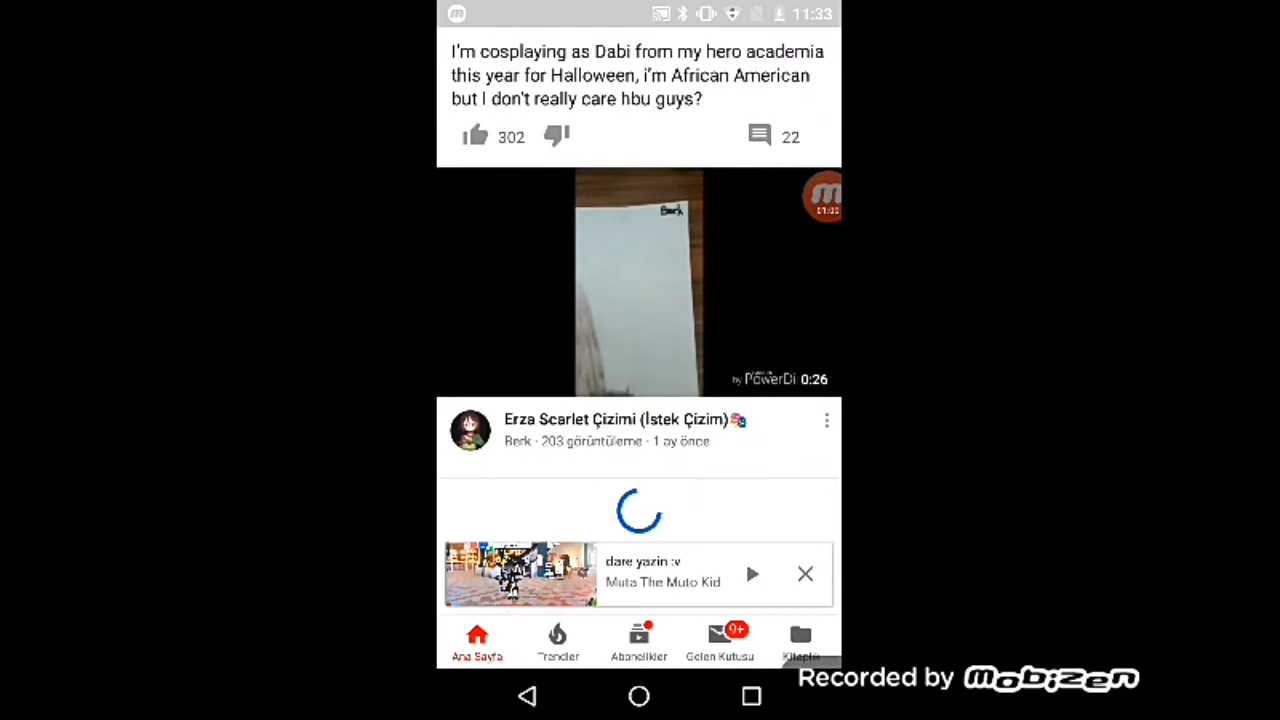 11:33
I'm cosplaying as Dabi from my hero academia
this year for Halloween, i'm African American
but I don't really care hbu guys?
302
22
Berk
01:00
by PowerDi 0:26
Erza Scarlet Çizimi (İstek Çizim)
Berk · 203 görüntüleme · 1 ay önce
dare yazin :v
Muta The Muto Kid
9+
Ana Sayfa Trendler Abonelikler Gelen Kutusu Kitaplık
Recorded by mobizen